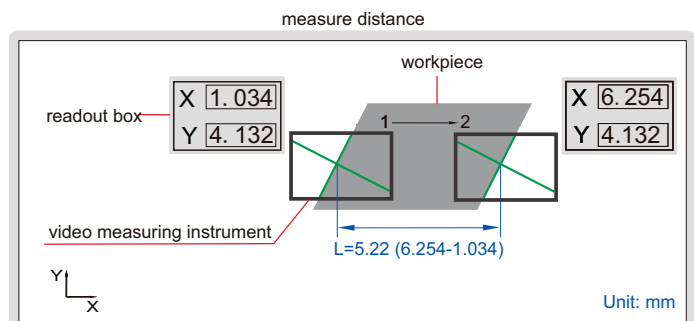 measure distance
workpiece
readout box
X 1.034
Y 4.132
1 2
X 6.254
Y 4.132
video measuring instrument
L=5.22 (6.254-1.034)
Y
X
Unit: mm